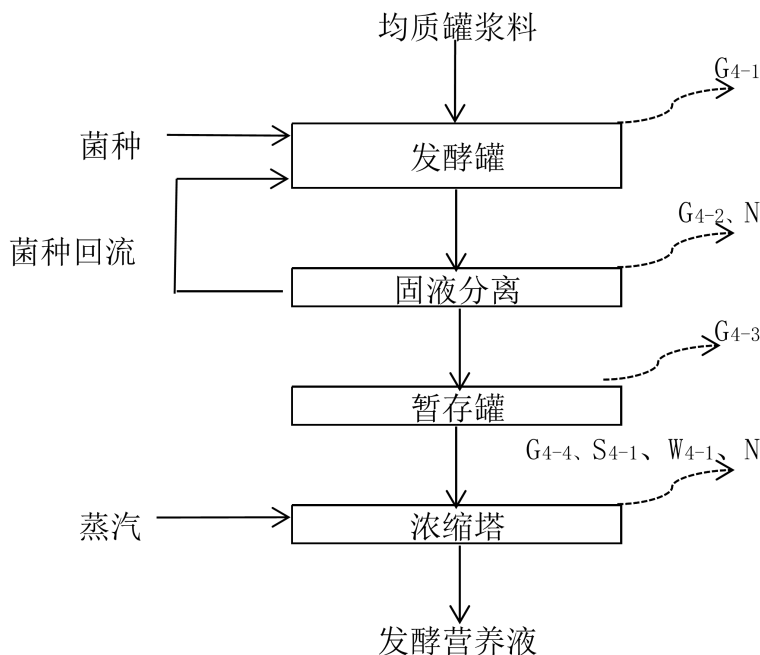 均质罐浆料
G4-1
菌种
发酵罐
G4-2、N
菌种回流
固液分离
G4-3
暂存罐
G4-4、S4-1、W4-1、N
蒸汽
浓缩塔
发酵营养液